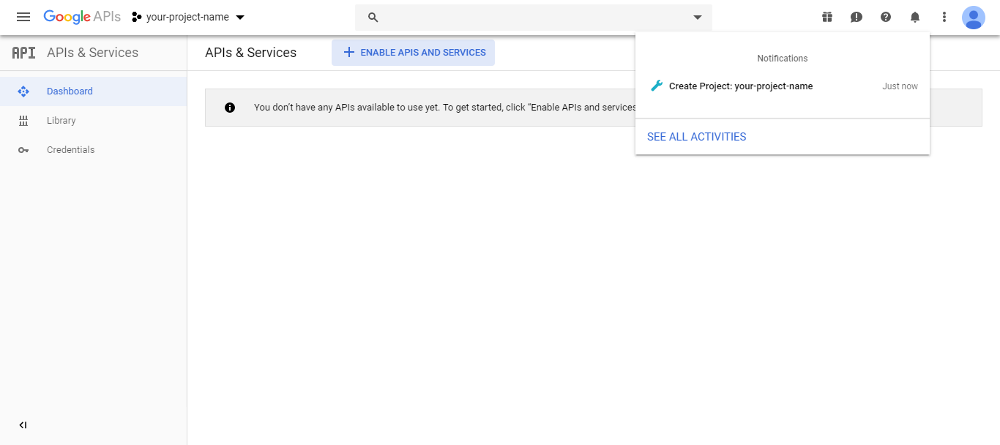 Google APIs your-project-name
API APIs & Services
APIs & Services
ENABLE APIS AND SERVICES
Dashboard
Library
Credentials
You don’t have any APIs available to use yet. To get started, click “Enable APIs and services
Notifications
Create Project: your-project-name Just now
SEE ALL ACTIVITIES